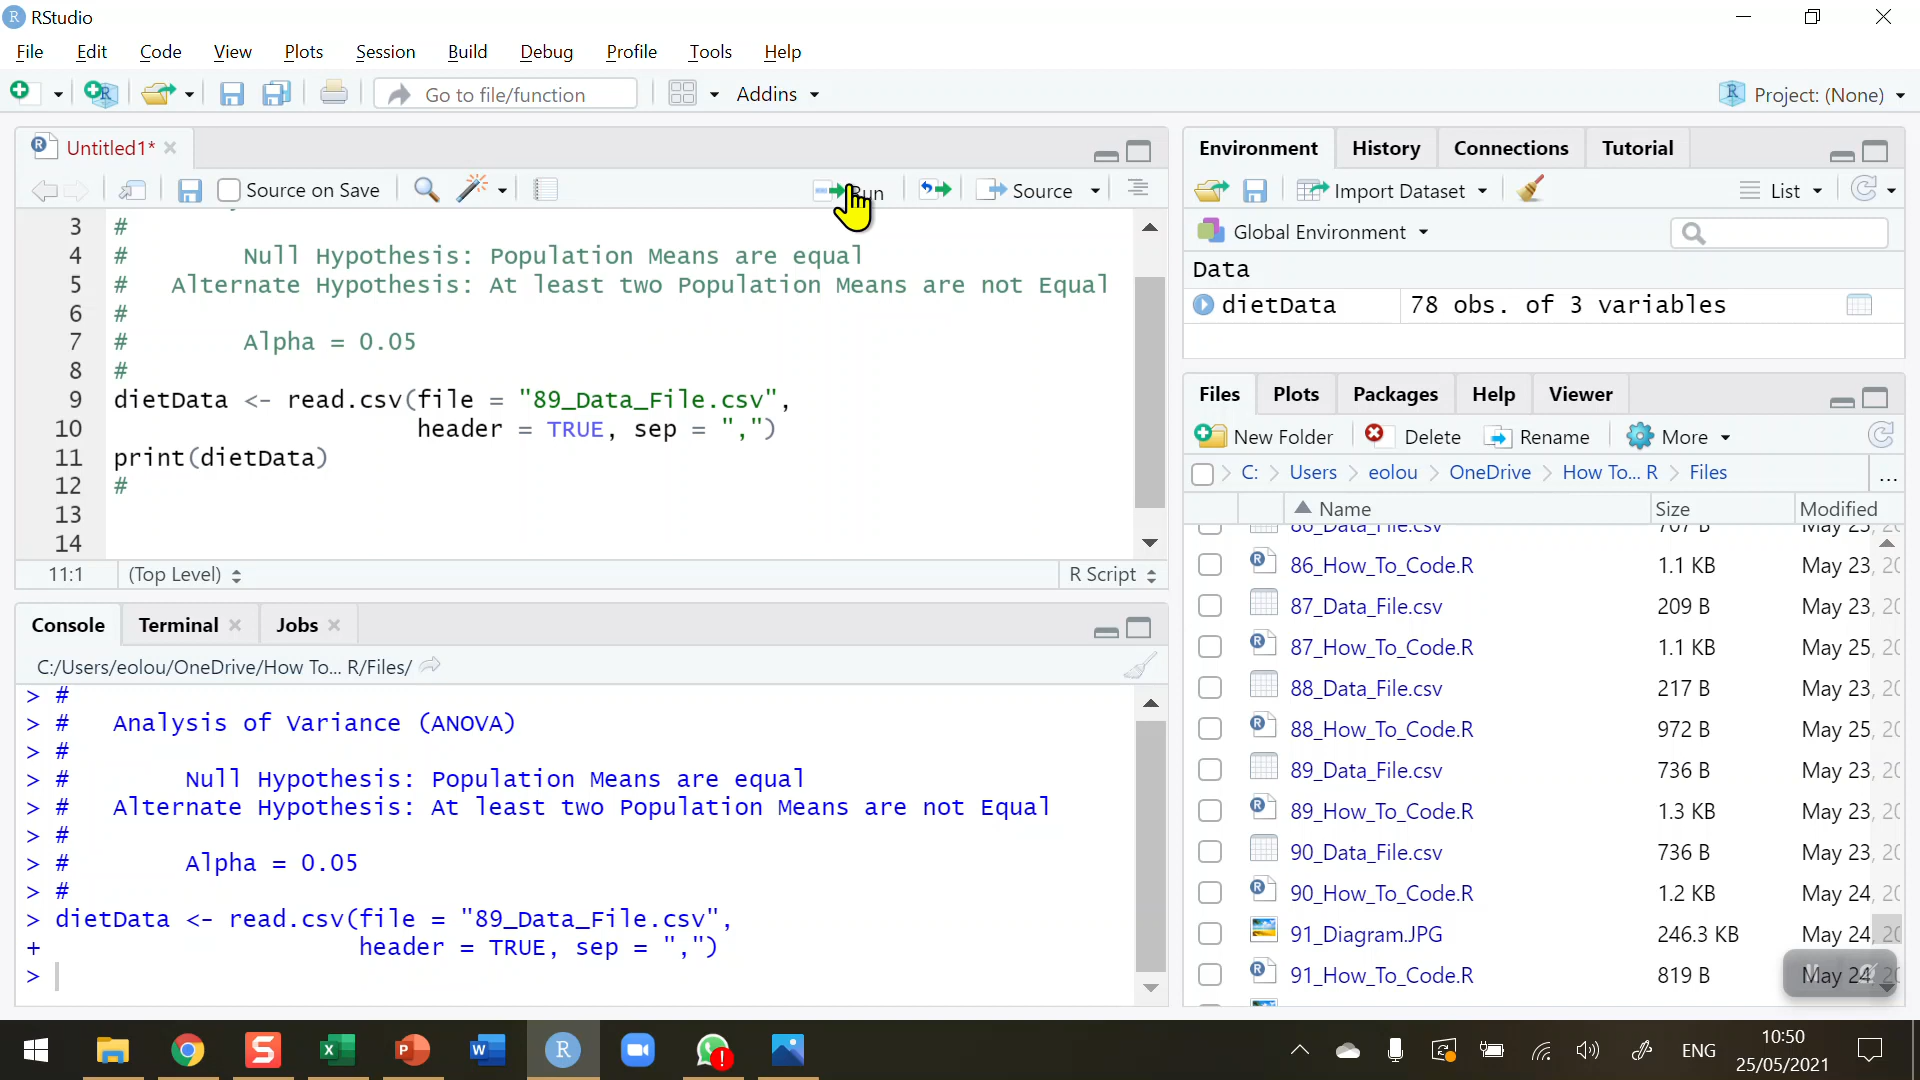 RStudio
File Edit Code View Plots Session Build Debug Profile Tools Help
Go to file/function Addins Project: (None)
Untitled1*
Source on Save Run Source
3 #
4 # Null Hypothesis: Population Means are equal
5 # Alternate Hypothesis: At least two Population Means are not Equal
6 #
7 # Alpha = 0.05
8 #
9 dietData <- read.csv(file = "89_Data_File.csv",
10 header = TRUE, sep = ",")
11 print(dietData)
12 #
13
14
11:1 (Top Level) R Script
Console Terminal Jobs
C:/Users/eolou/OneDrive/How To... R/Files/
> #
> # Analysis of Variance (ANOVA)
> #
> # Null Hypothesis: Population Means are equal
> # Alternate Hypothesis: At least two Population Means are not Equal
> #
> # Alpha = 0.05
> #
> dietData <- read.csv(file = "89_Data_File.csv",
+ header = TRUE, sep = ",")
>
Environment History Connections Tutorial
Import Dataset List
Global Environment
Data
dietData 78 obs. of 3 variables
Files Plots Packages Help Viewer
New Folder Delete Rename More
C: Users eolou OneDrive How To... R Files ...
Name Size Modified
86_Data_File.csv 707 B May 23, 20
86_How_To_Code.R 1.1 KB May 23, 20
87_Data_File.csv 209 B May 23, 20
87_How_To_Code.R 1.1 KB May 25, 20
88_Data_File.csv 217 B May 23, 20
88_How_To_Code.R 972 B May 25, 20
89_Data_File.csv 736 B May 23, 20
89_How_To_Code.R 1.3 KB May 23, 20
90_Data_File.csv 736 B May 23, 20
90_How_To_Code.R 1.2 KB May 24, 20
91_Diagram.JPG 246.3 KB May 24, 20
91_How_To_Code.R 819 B May 24, 20
ENG
10:50
25/05/2021